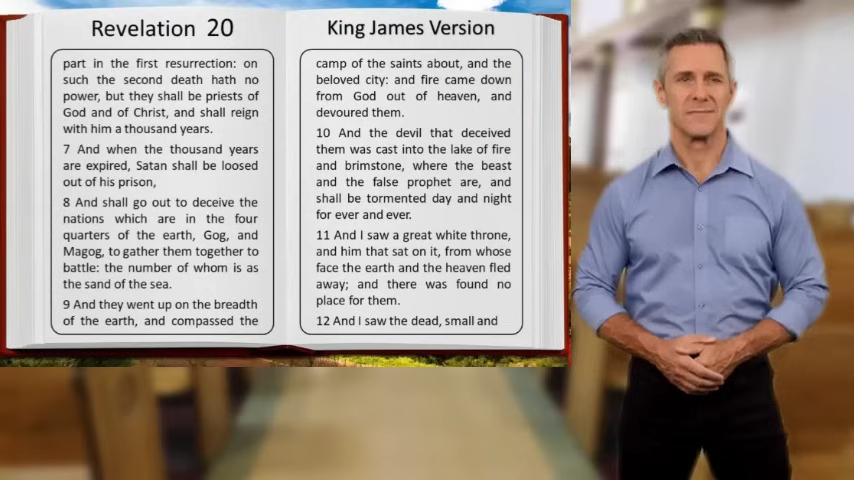 Revelation 20
part in the first resurrection: on
such the second death hath no
power, but they shall be priests of
God and of Christ, and shall reign
with him a thousand years.
7 And when the thousand years
are expired, Satan shall be loosed
out of his prison,
8 And shall go out to deceive the
nations which are in the four
quarters of the earth, Gog, and
Magog, to gather them together to
battle: the number of whom is as
the sand of the sea.
9 And they went up on the breadth
of the earth, and compassed the
King James Version
camp of the saints about, and the
beloved city: and fire came down
from God out of heaven, and
devoured them.
10 And the devil that deceived
them was cast into the lake of fire
and brimstone, where the beast
and the false prophet are, and
shall be tormented day and night
for ever and ever.
11 And I saw a great white throne,
and him that sat on it, from whose
face the earth and the heaven fled
away; and there was found no
place for them.
12 And I saw the dead, small and